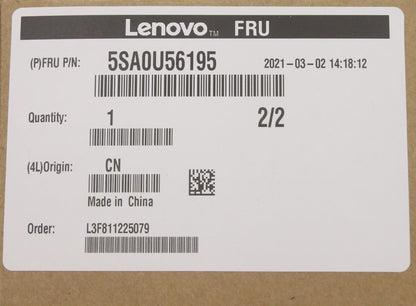 Lenovo™ FRU
(P)FRU P/N: 5SA0U56195 2021-03-02 14:18:12
Quantity: 1 2/2
(4L)Origin: CN
Made in China
Order: L3F811225079